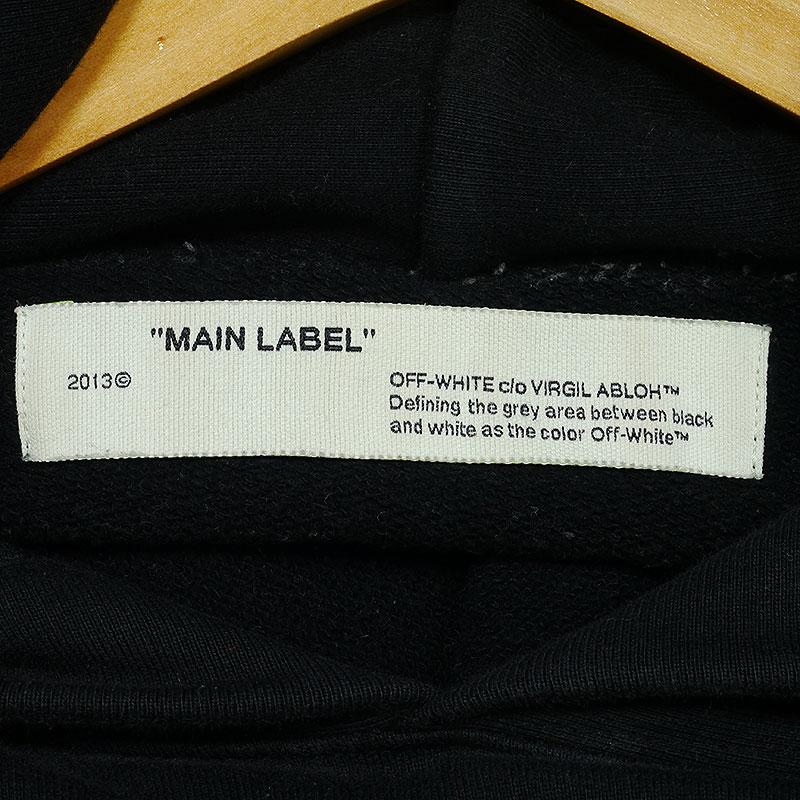 "MAIN LABEL"
2013©
OFF-WHITE c/o VIRGIL ABLOH™
Defining the grey area between black
and white as the color Off-White™